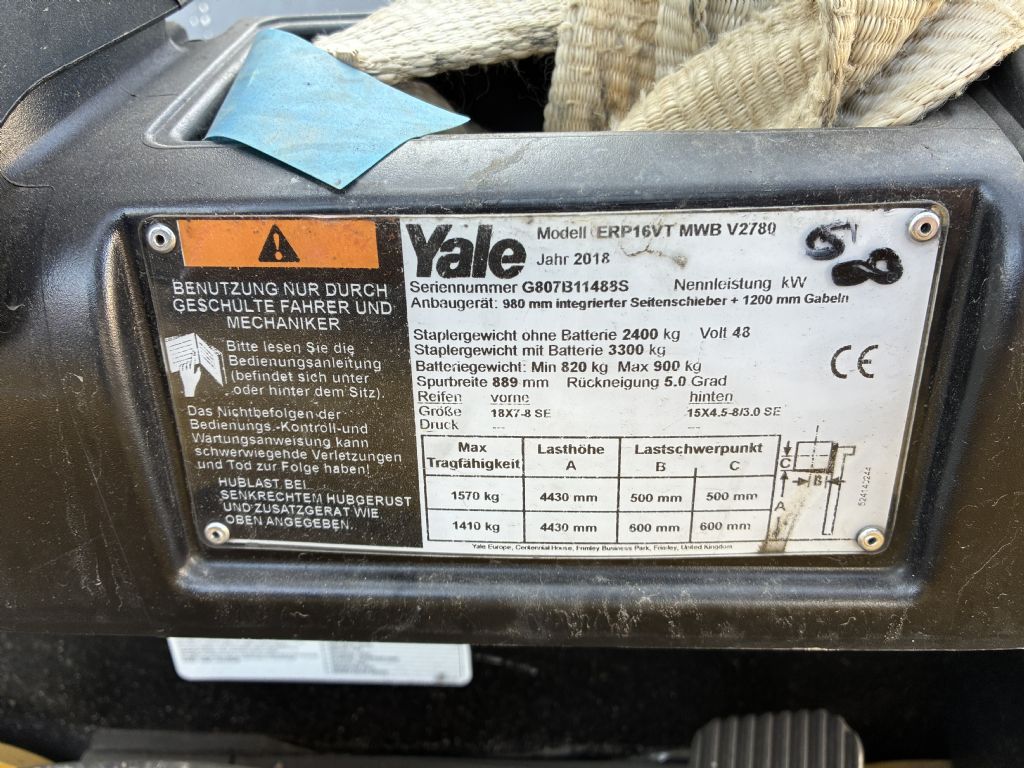 BENUTZUNG NUR DURCH
GESCHULTE FAHRER UND
MECHANIKER
Bitte lesen Sie die
Bedienungsanleitung
(befindet sich unter
oder hinter dem Sitz).
Das Nichtbefolgen der
Bedienungs.-Kontroll-und
Wartungsanweisung kann
schwerwiegende Verletzungen
und Tod zur Folge haben!
HUBLAST BEI
SENKRECHTEM HUBGERUST
UND ZUSATZGERAT WIE
OBEN ANGEGEBEN.
Yale
Modell ERP16VT MWB V2780
Jahr 2018
Seriennummer G807B11488S Nennleistung kW
Anbaugerät: 980 mm integrierter Seitenschieber + 1200 mm Gabeln
Staplergewicht ohne Batterie 2400 kg Volt 48
Staplergewicht mit Batterie 3300 kg
Batteriegewicht: Min 820 kg Max 900 kg
Spurbreite 889 mm Rückneigung 5.0 Grad
Reifen vorne hinten
Größe 18X7-8 SE 15X4.5-8/3.0 SE
Druck --- ---
CE
Max Tragfähigkeit Lasthöhe A Lastschwerpunkt B C
1570 kg 4430 mm 500 mm 500 mm
1410 kg 4430 mm 600 mm 600 mm
C
B
A
524140244
Yale Europe, Centennial House, Frimley Business Park, Frimley, United Kingdom